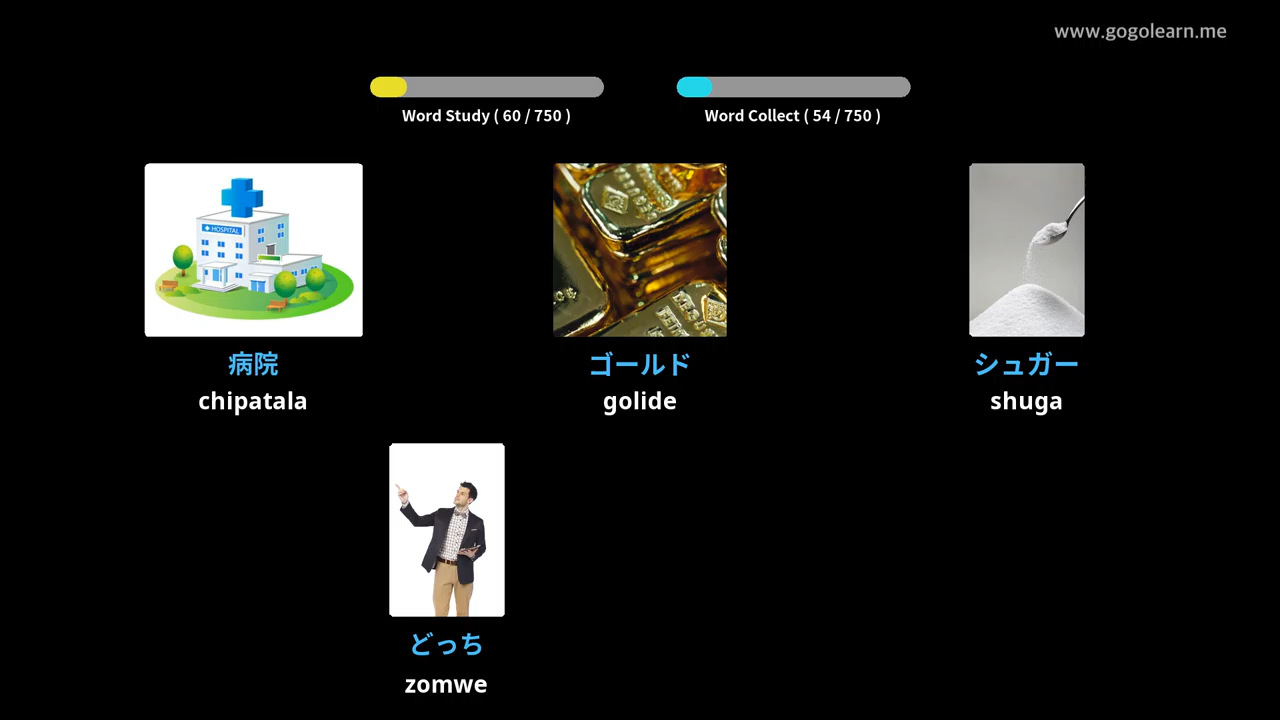 www.gogolearn.me
Word Study ( 60 / 750 )
Word Collect ( 54 / 750 )
HOSPITAL
病院
ゴールド
シュガー
chipatala
golide
shuga
どっち
zomwe